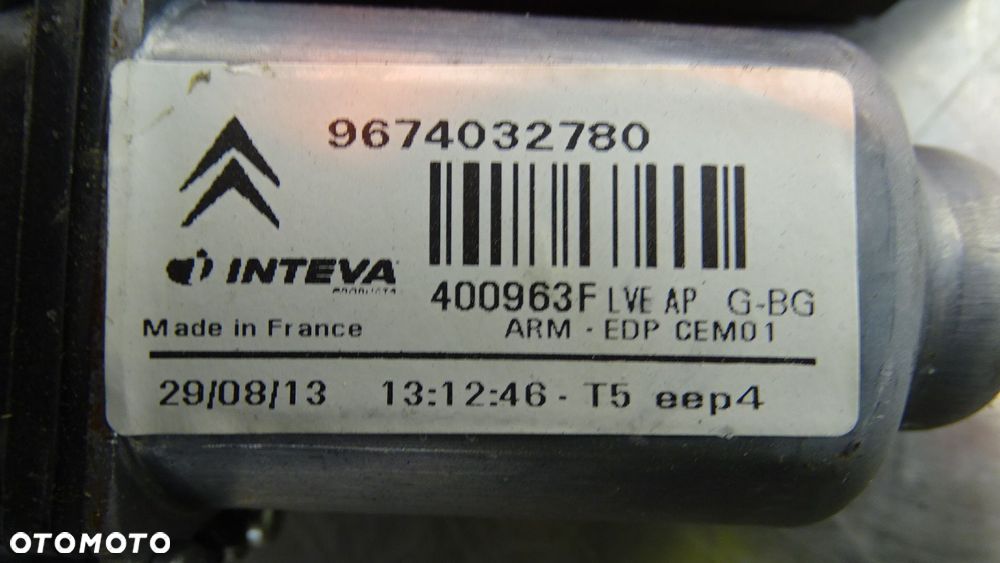 9674032780
INTEVA
PRODUCTS
400963F LVE AP G-BG
Made in France
ARM - EDP CEM01
29/08/13 13:12:46 - T5 eep4
OTOMOTO